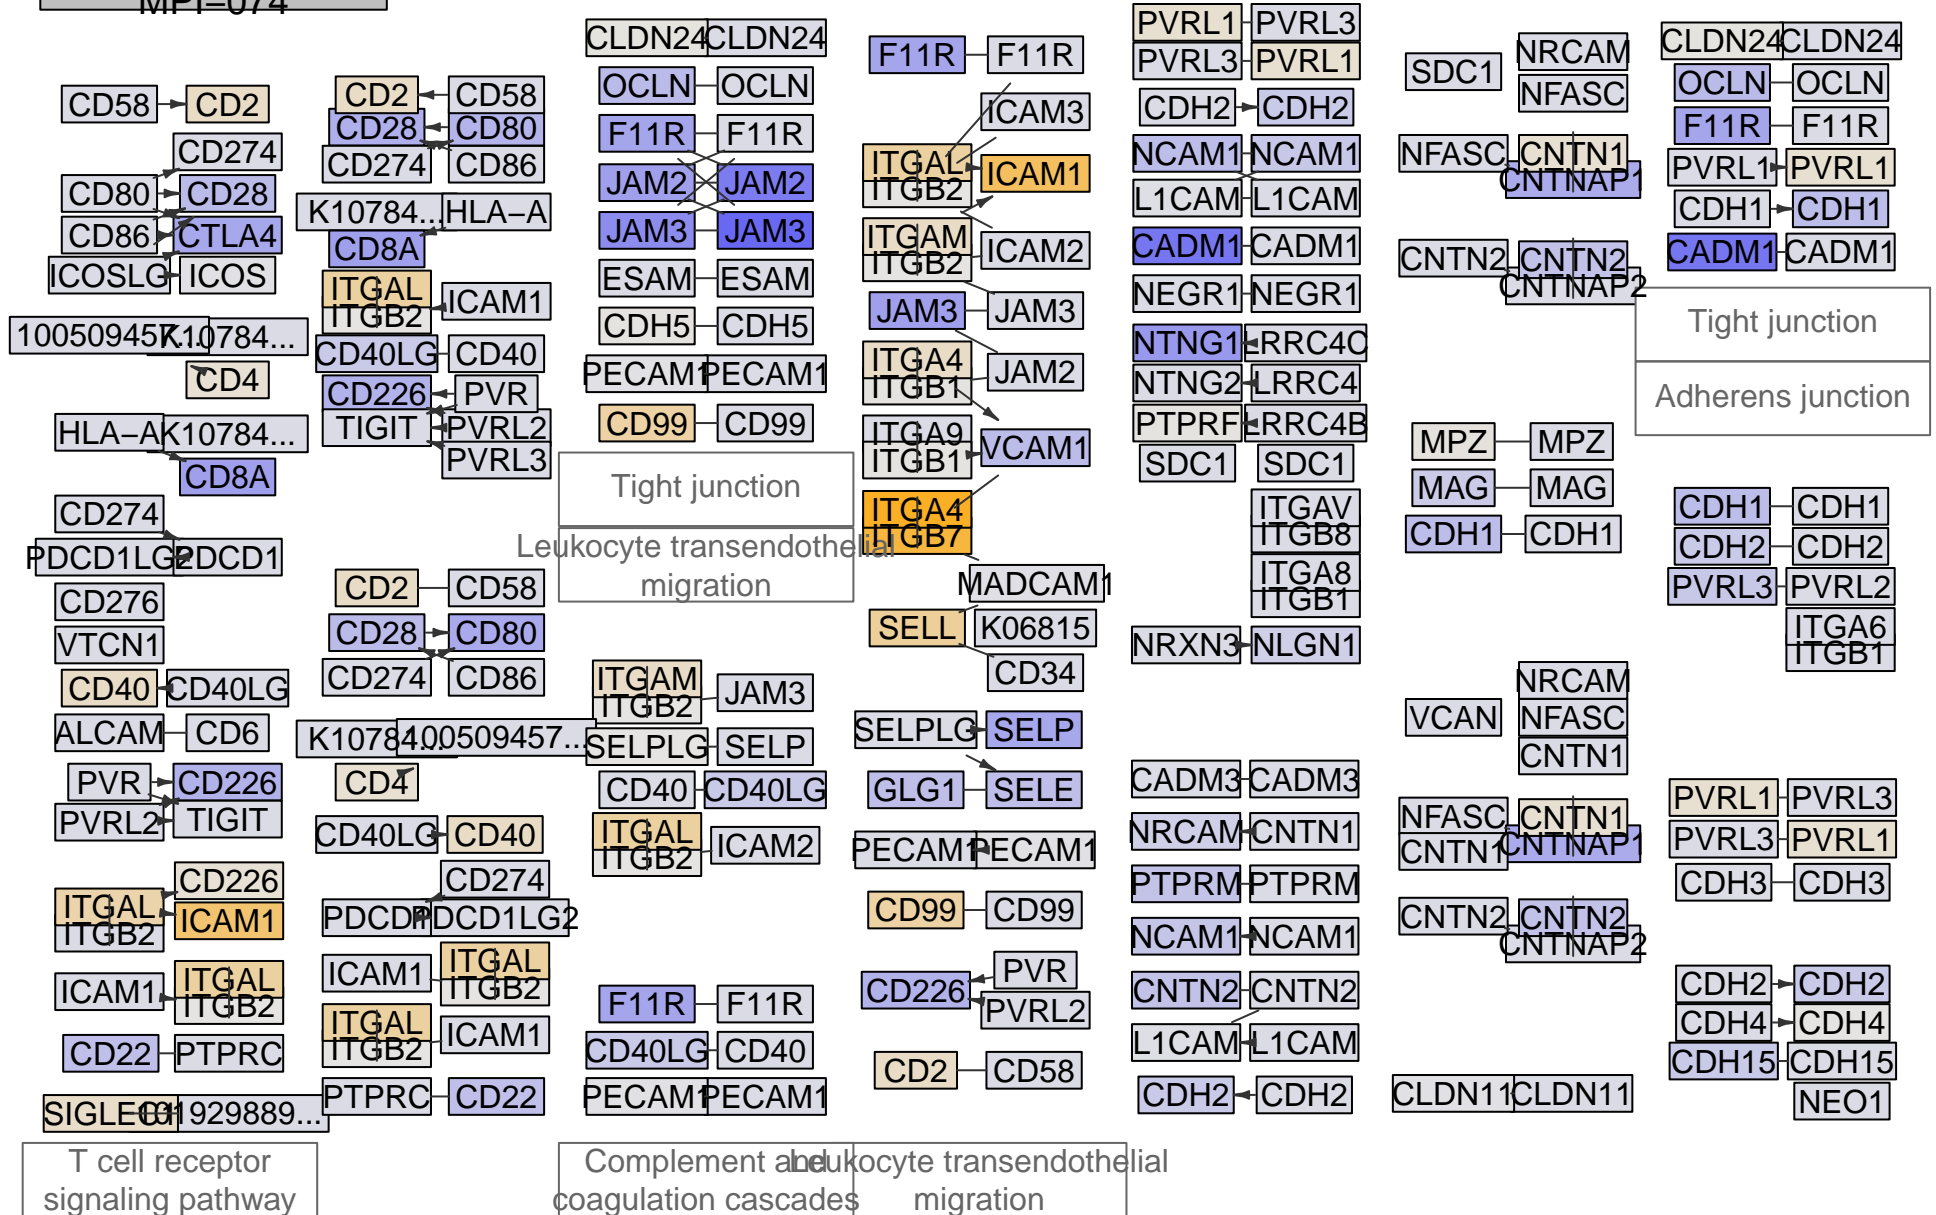 MPI−074
CD58
CD2
CD274
CD80
CD28
CD86
CTLA4
ICOSLG
ICOS
100509457...
K10784...
CD4
HLA−A
K10784...
CD8A
CD274
PDCD1LG2
PDCD1
CD276
VTCN1
CD40
CD40LG
ALCAM
CD6
PVR
CD226
PVRL2
TIGIT
CD226
ITGAL
ICAM1
ITGB2
ITGAL
ICAM1
ITGB2
CD22
PTPRC
T cell receptor
signaling pathway
CD2
CD58
CD28
CD80
CD274
CD86
K10784...
HLA−A
CD8A
ITGAL
ITGB2
ICAM1
CD40LG
CD40
CD226
PVR
TIGIT
PVRL2
PVRL3
CD2
CD58
CD28
CD80
CD274
CD86
K10784...
100509457...
CD4
CD40LG
CD40
CD274
PDCD1
PDCD1LG2
ICAM1
ITGAL
ITGB2
ITGAL
ITGB2
ICAM1
PTPRC
CD22
CLDN24
CLDN24
OCLN
OCLN
F11R
F11R
JAM2
JAM2
JAM3
JAM3
ESAM
ESAM
CDH5
CDH5
PECAM1
PECAM1
CD99
CD99
Tight junction
Leukocyte transendothelial
migration
ITGAM
ITGB2
JAM3
SELPLG
SELP
CD40
CD40LG
ITGAL
ITGB2
ICAM2
F11R
F11R
CD40LG
CD40
PECAM1
PECAM1
Complement and
coagulation cascades
F11R
F11R
ICAM3
ITGAL
ITGB2
ICAM1
ITGAM
ITGB2
ICAM2
JAM3
JAM3
ITGA4
ITGB1
JAM2
ITGA9
ITGB1
VCAM1
ITGA4
ITGB7
MADCAM1
SELL
K06815
CD34
SELPLG
SELP
GLG1
SELE
PECAM1
PECAM1
CD99
CD99
CD226
PVR
PVRL2
CD2
CD58
Leukocyte transendothelial
migration
PVRL1
PVRL3
PVRL3
PVRL1
CDH2
CDH2
NCAM1
NCAM1
L1CAM
L1CAM
CADM1
CADM1
NEGR1
NEGR1
NTNG1
LRRC4C
NTNG2
LRRC4
PTPRF
LRRC4B
SDC1
SDC1
ITGAV
ITGB8
ITGA8
ITGB1
NRXN3
NLGN1
CADM3
CADM3
NRCAM
CNTN1
PTPRM
PTPRM
NCAM1
NCAM1
CNTN2
CNTN2
L1CAM
L1CAM
CDH2
CDH2
SDC1
NRCAM
NFASC
NFASC
CNTN1
CNTNAP1
CNTN2
CNTN2
CNTNAP2
MPZ
MPZ
MAG
MAG
CDH1
CDH1
VCAN
NRCAM
NFASC
CNTN1
NFASC
CNTN1
CNTN1
CNTNAP1
CNTN2
CNTN2
CNTNAP2
CLDN11
CLDN11
CLDN24
CLDN24
OCLN
OCLN
F11R
F11R
PVRL1
PVRL1
CDH1
CDH1
CADM1
CADM1
Tight junction
Adherens junction
CDH1
CDH1
CDH2
CDH2
PVRL3
PVRL2
ITGA6
ITGB1
PVRL1
PVRL3
PVRL3
PVRL1
CDH3
CDH3
CDH2
CDH2
CDH4
CDH4
CDH15
CDH15
NEO1